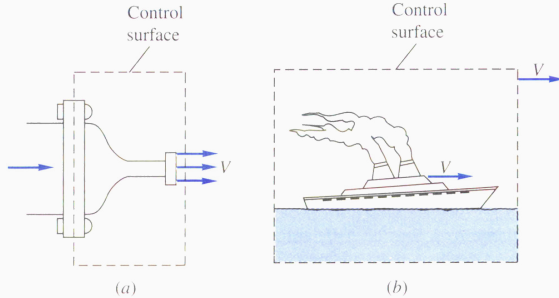 Control
surface
V
(a)
Control
surface
V
V
(b)